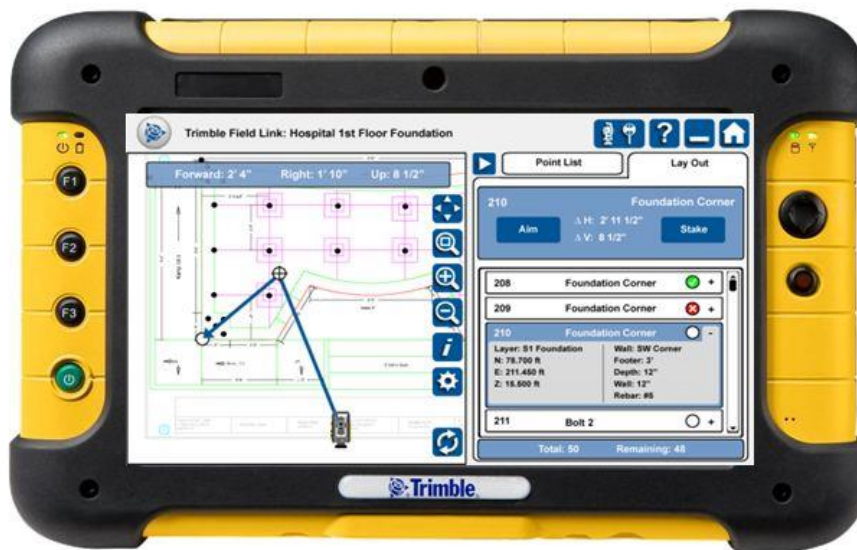 Trimble Field Link: Hospital 1st Floor Foundation
?
Forward: 2' 4" Right: 1' 10" Up: 8 1/2"
Point List
Lay Out
210 Foundation Corner
Aim
Δ H: 2' 11 1/2"
Δ V: 8 1/2"
Stake
208 Foundation Corner +
209 Foundation Corner +
210 Foundation Corner -
Layer: S1 Foundation
N: 78.700 ft
E: 211.450 ft
Z: 15.500 ft
Wall: SW Corner
Footer: 3'
Depth: 12"
Wall: 12"
Rebar: #5
211 Bolt 2 +
Total: 50 Remaining: 48
i
F1
F2
F3
Trimble